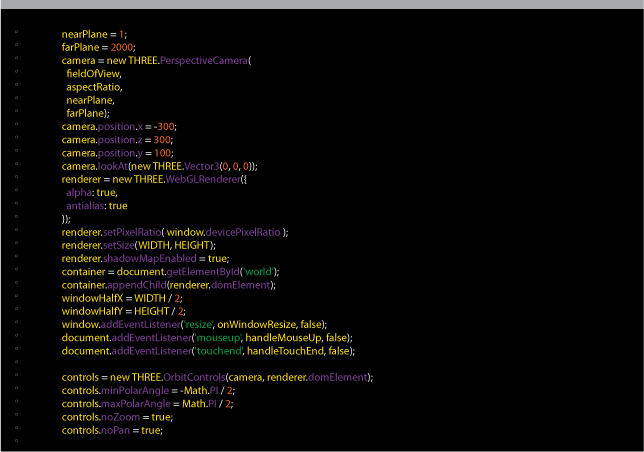 nearPlane = 1;
farPlane = 2000;
camera = new THREE.PerspectiveCamera(
fieldOfView,
aspectRatio,
nearPlane,
farPlane);
camera.position.x = -300;
camera.position.z = 300;
camera.position.y = 100;
camera.lookAt(new THREE.Vector3(0, 0, 0));
renderer = new THREE.WebGLRenderer({
alpha: true,
antialias: true
});
renderer.setPixelRatio( window.devicePixelRatio );
renderer.setSize(WIDTH, HEIGHT);
renderer.shadowMapEnabled = true;
container = document.getElementById('world');
container.appendChild(renderer.domElement);
windowHalfX = WIDTH / 2;
windowHalfY = HEIGHT / 2;
window.addEventListener('resize', onWindowResize, false);
document.addEventListener('mouseup', handleMouseUp, false);
document.addEventListener('touchend', handleTouchEnd, false);
controls = new THREE.OrbitControls(camera, renderer.domElement);
controls.minPolarAngle = -Math.PI / 2;
controls.maxPolarAngle = Math.PI / 2;
controls.noZoom = true;
controls.noPan = true;